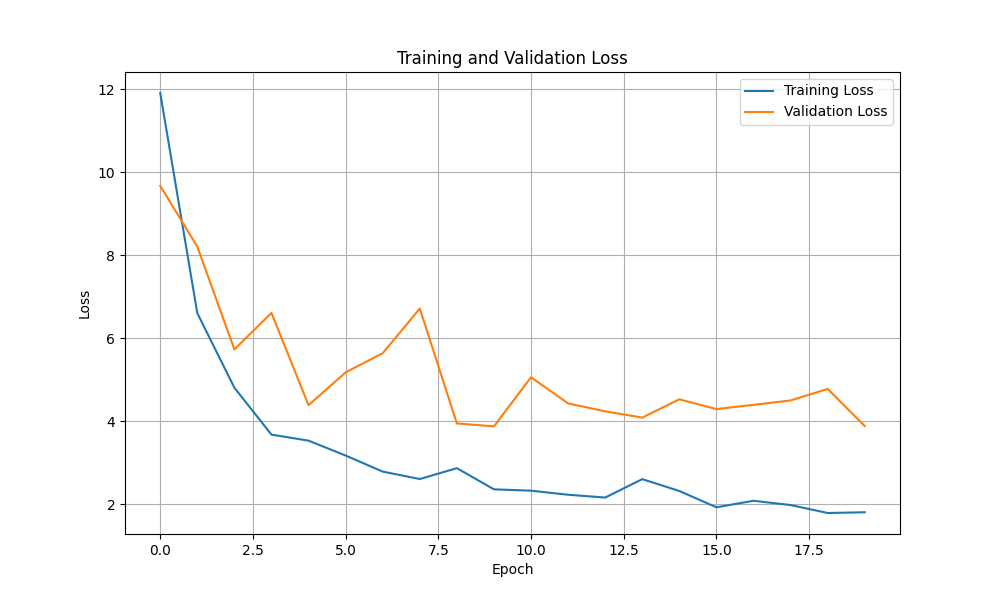 Training and Validation Loss
Training Loss
Validation Loss
12
10
8
6
4
2
Loss
0.0 2.5 5.0 7.5 10.0 12.5 15.0 17.5
Epoch